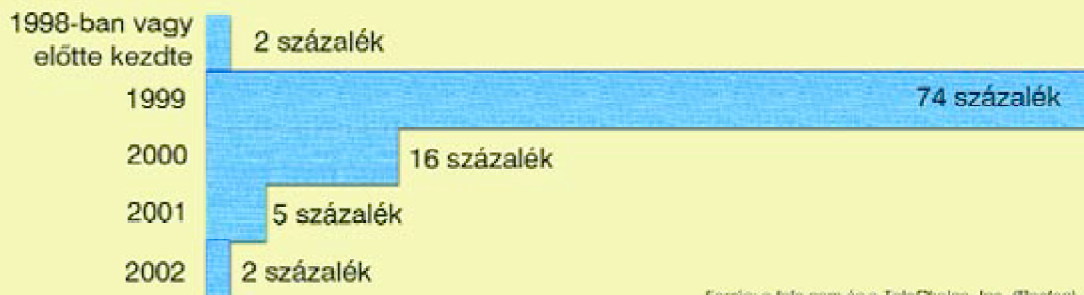 1998-ban vagy
előtte kezdte
2 százalék
1999
74 százalék
2000
16 százalék
2001
5 százalék
2002
2 százalék